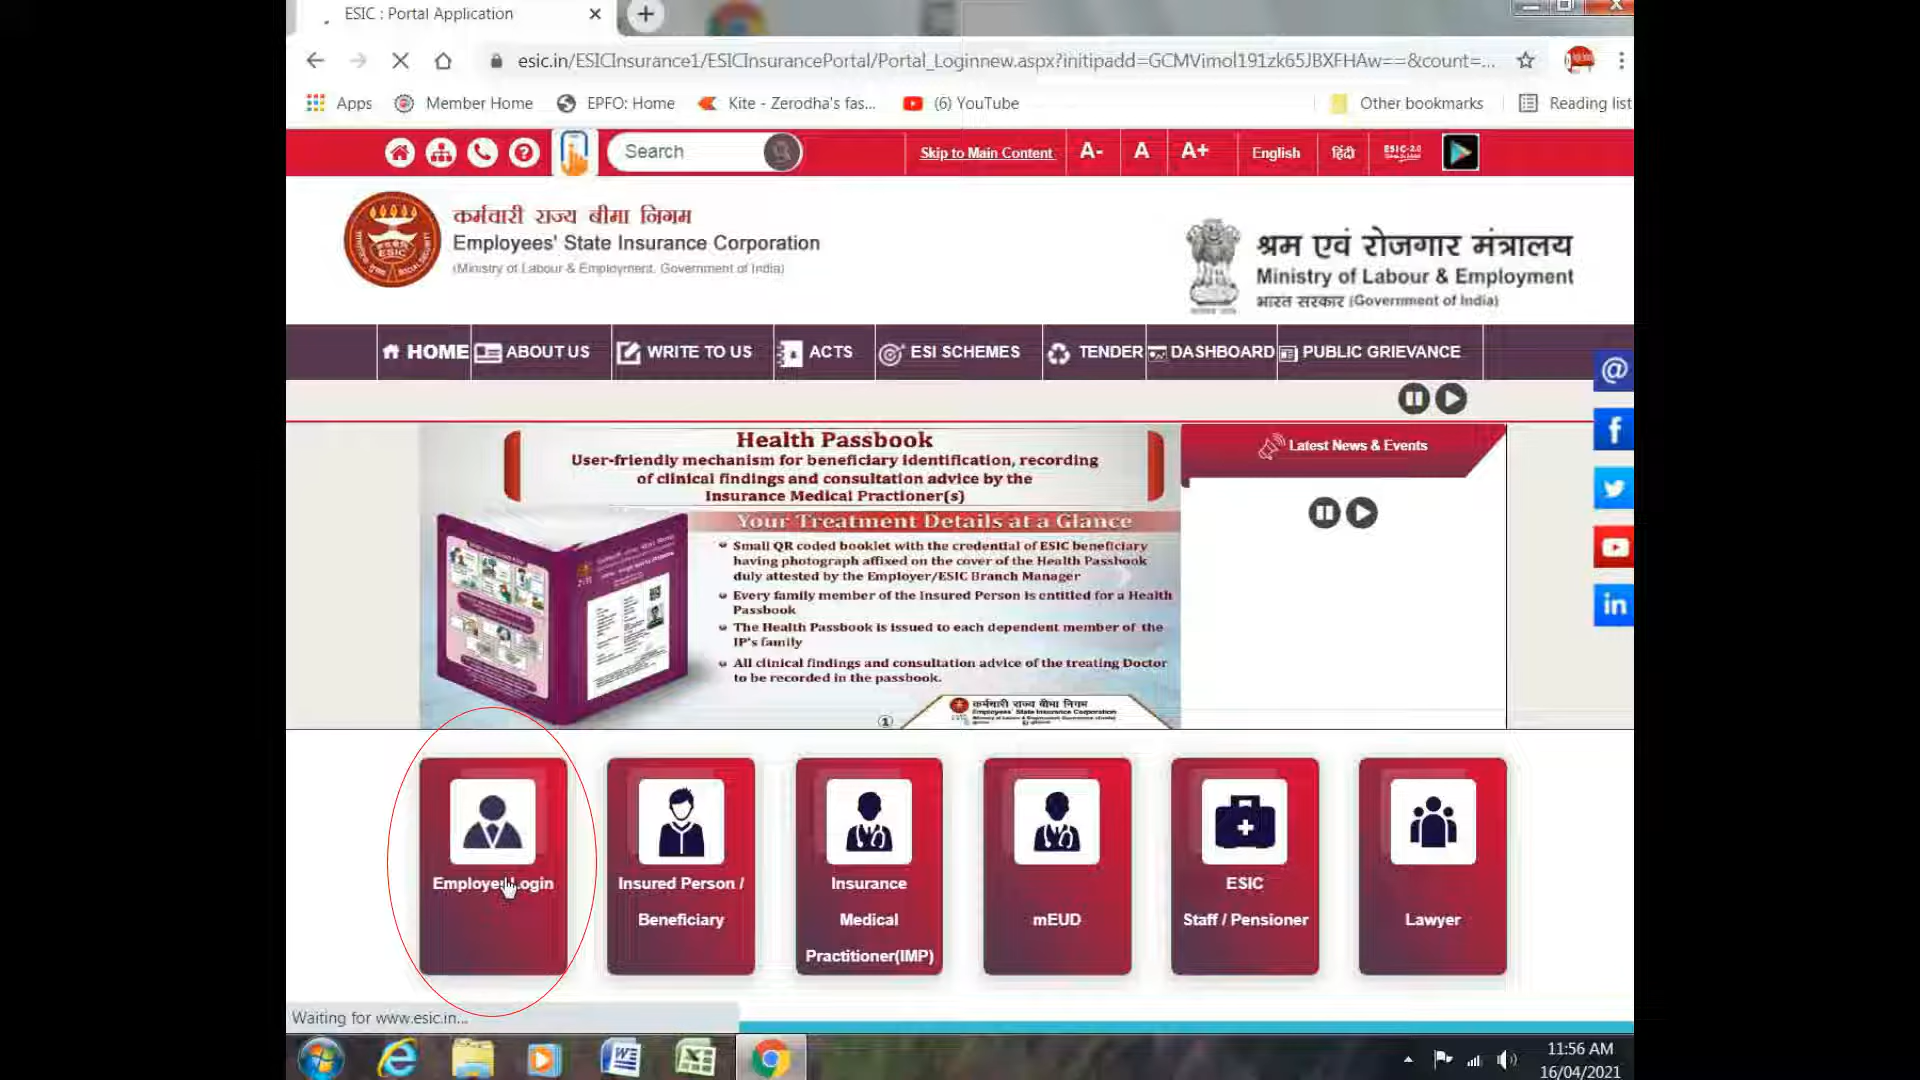 ESIC : Portal Application
esic.in/ESICInsurance1/ESICInsurancePortal/Portal_Loginnew.aspx?initipadd=GCMVimol191zk65JBXFHAw==&count=...
Apps Member Home EPFO: Home Kite - Zerodha's fas... (6) YouTube Other bookmarks Reading list
Search Skip to Main Content A- A A+ English हिंदी ESIC-2.0
कर्मचारी राज्य बीमा निगम
Employees' State Insurance Corporation
(Ministry of Labour & Employment, Government of India)
श्रम एवं रोजगार मंत्रालय
Ministry of Labour & Employment
भारत सरकार (Government of India)
HOME ABOUT US WRITE TO US ACTS ESI SCHEMES TENDER DASHBOARD PUBLIC GRIEVANCE
Health Passbook
User-friendly mechanism for beneficiary identification, recording
of clinical findings and consultation advice by the
Insurance Medical Practioner(s)
Latest News & Events
Your Treatment Details at a Glance
Small QR coded booklet with the credential of ESIC beneficiary
having photograph affixed on the cover of the Health Passbook
duly attested by the Employer/ESIC Branch Manager
Every family member of the Insured Person is entitled for a Health
Passbook
The Health Passbook is issued to each dependent member of the
IP's family
All clinical findings and consultation advice of the treating Doctor
to be recorded in the passbook.
1
कर्मचारी राज्य बीमा निगम
Employees' State Insurance Corporation
Employer Login
Insured Person /
Beneficiary
Insurance
Medical
Practitioner(IMP)
mEUD
ESIC
Staff / Pensioner
Lawyer
Waiting for www.esic.in...
11:56 AM
16/04/2021